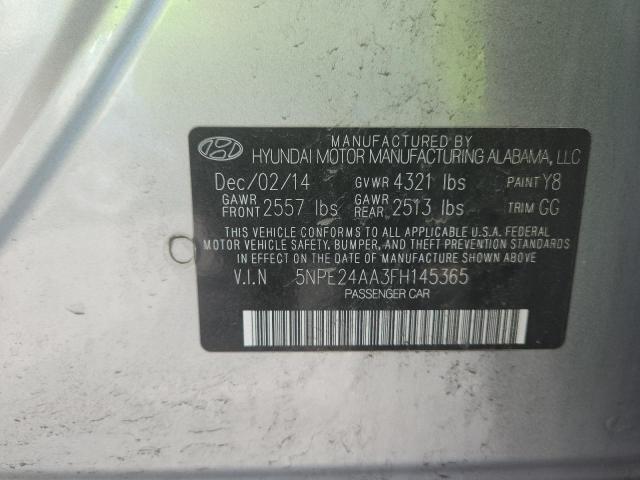 MANUFACTURED BY
HYUNDAI MOTOR MANUFACTURING ALABAMA, LLC
Dec/02/14 GVWR 4321 lbs PAINT Y8
GAWR FRONT 2557 lbs GAWR REAR 2513 lbs TRIM GG
THIS VEHICLE CONFORMS TO ALL APPLICABLE U.S.A. FEDERAL
MOTOR VEHICLE SAFETY, BUMPER, AND THEFT PREVENTION STANDARDS
IN EFFECT ON THE DATE OF MANUFACTURE SHOWN ABOVE
V.I.N 5NPE24AA3FH145365
PASSENGER CAR